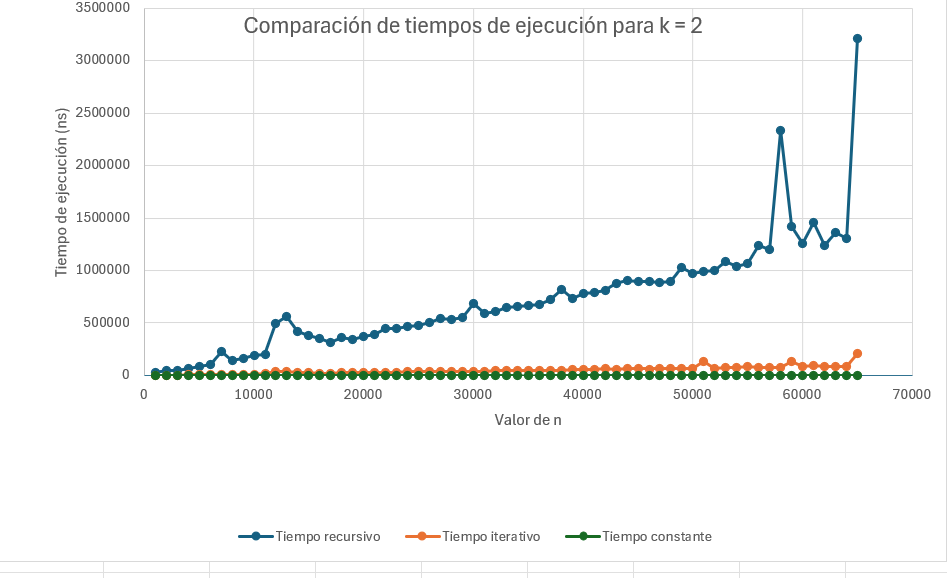 Comparación de tiempos de ejecución para k = 2
Tiempo de ejecución (ns)
3500000
3000000
2500000
2000000
1500000
1000000
500000
0
0 10000 20000 30000 40000 50000 60000 70000
Valor de n
Tiempo recursivo Tiempo iterativo Tiempo constante